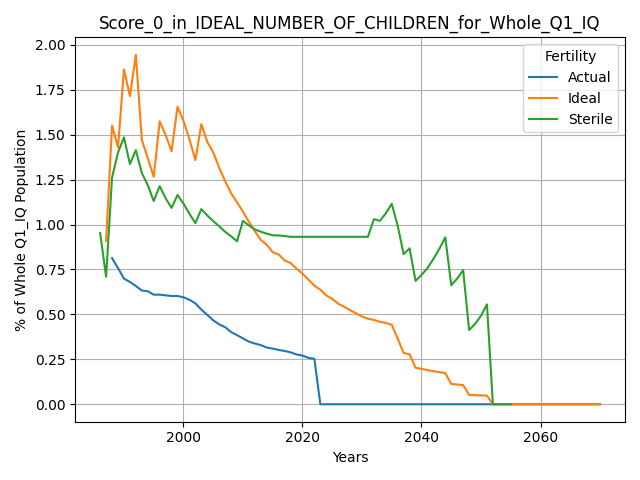 Score_0_in_IDEAL_NUMBER_OF_CHILDREN_for_Whole_Q1_IQ
Fertility
Actual
Ideal
Sterile
2.00
1.75
1.50
1.25
1.00
0.75
0.50
0.25
0.00
% of Whole Q1_IQ Population
2000
2020
2040
2060
Years